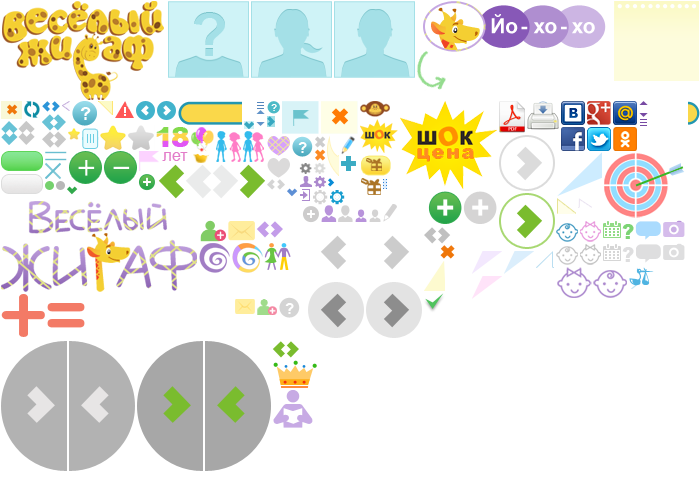 весёлый
жираф
?
Йо - хо - хо
?
18
лет
?
шок
шок
цена
PDF
B
g+
@
f
?
?
Весёлый
Жираф
?